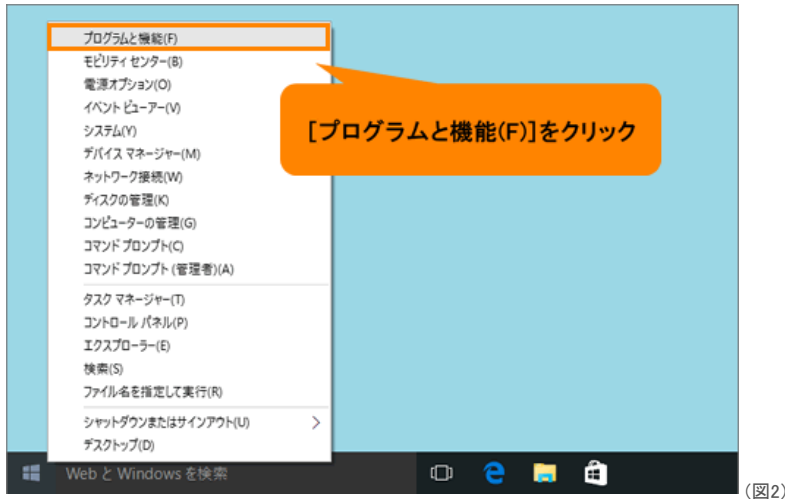 プログラムと機能(F)
モビリティ センター(B)
電源オプション(O)
イベント ビューアー(V)
システム(Y)
デバイス マネージャー(M)
ネットワーク接続(W)
ディスクの管理(K)
コンピューターの管理(G)
コマンド プロンプト(C)
コマンド プロンプト (管理者)(A)
タスク マネージャー(T)
コントロール パネル(P)
エクスプローラー(E)
検索(S)
ファイル名を指定して実行(R)
シャットダウンまたはサインアウト(U)
デスクトップ(D)
[プログラムと機能(F)]をクリック
Web と Windows を検索
(図2)